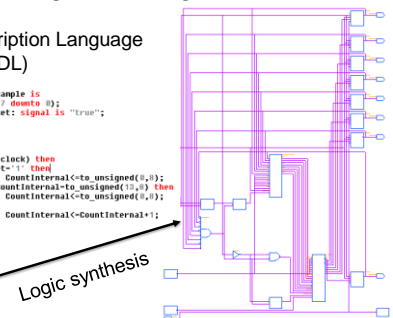 ription Language
DL)
ample is
7 downto 0);
et: signal is "true";
clock) then
t='1' then
CountInternal<=to_unsigned(0,8);
ountInternal=to_unsigned(13,8) then
CountInternal<=to_unsigned(0,8);
CountInternal<=CountInternal+1;
Logic synthesis